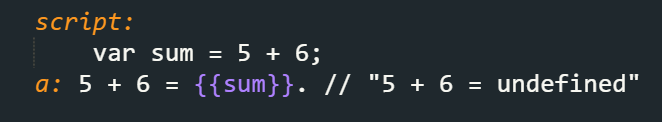 script:
var sum = 5 + 6;
a: 5 + 6 = {{sum}}. // "5 + 6 = undefined"